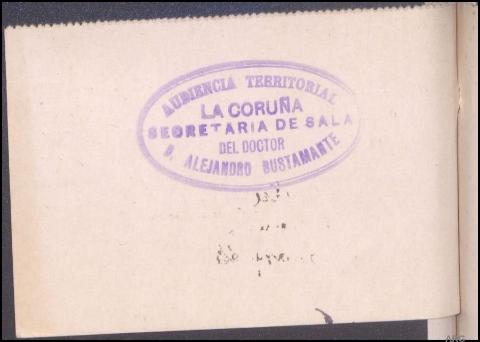 AUDIENCIA TERRITORIAL
LA CORUÑA
SECRETARIA DE SALA
DEL DOCTOR
D. ALEJANDRO BUSTAMANTE